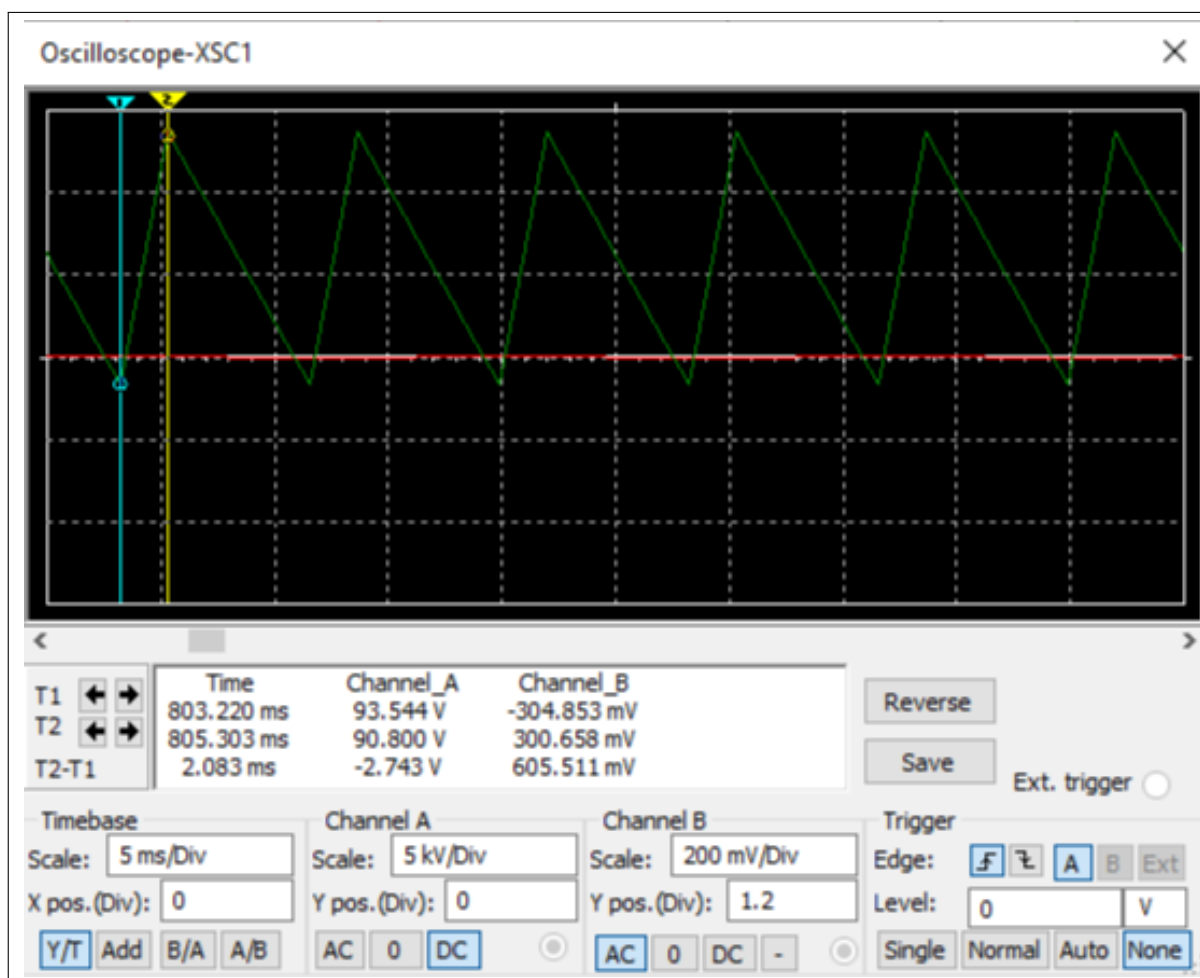 Oscilloscope-XSC1
1 2
Time Channel_A Channel_B
T1 803.220 ms 93.544 V -304.853 mV
T2 805.303 ms 90.800 V 300.658 mV
T2-T1 2.083 ms -2.743 V 605.511 mV
Reverse
Save
Ext. trigger
Timebase Channel A Channel B Trigger
Scale: 5 ms/Div Scale: 5 kV/Div Scale: 200 mV/Div Edge: A B Ext
X pos.(Div): 0 Y pos.(Div): 0 Y pos.(Div): 1.2 Level: 0 V
Y/T Add B/A A/B AC 0 DC AC 0 DC - Single Normal Auto None